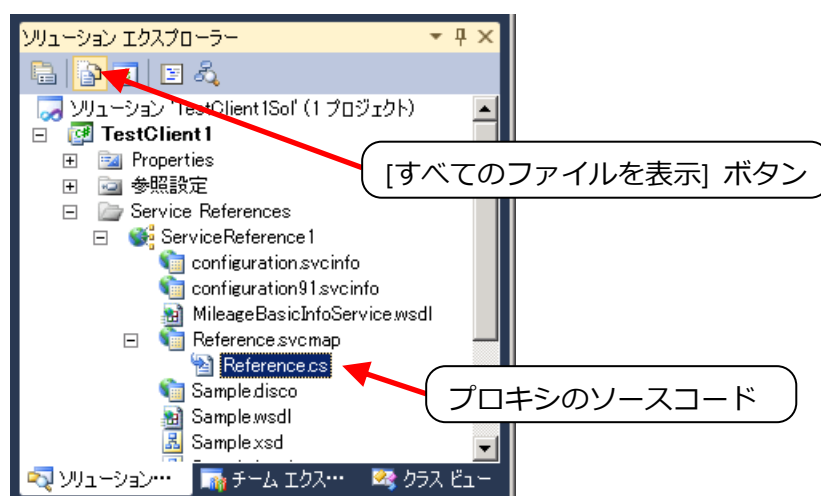 ソリューション エクスプローラー
ソリューション 'TestClient1Sol' (1 プロジェクト)
TestClient1
[すべてのファイルを表示] ボタン
Properties
参照設定
Service References
ServiceReference1
configuration.svcinfo
configuration91.svcinfo
MileageBasicInfoService.wsdl
Reference.svcmap
Reference.cs
プロキシのソースコード
Sample.disco
Sample.wsdl
Sample.xsd
ソリューション…
チーム エクス…
クラス ビュー